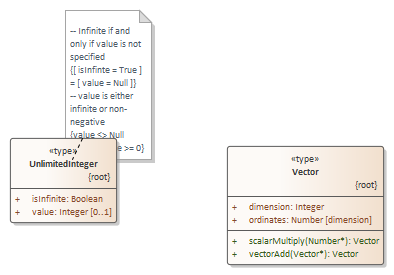 -- Infinite if and
only if value is not
specified
{[ isInfinte = True ]
= [ value = Null ]}
-- value is either
infinite or non-
negative
{value <> Null
>= 0}
«type»
UnlimitedInteger
{root}
+ isInfinite: Boolean
+ value: Integer [0..1]
«type»
Vector
{root}
+ dimension: Integer
+ ordinates: Number [dimension]
+ scalarMultiply(Number*): Vector
+ vectorAdd(Vector*): Vector